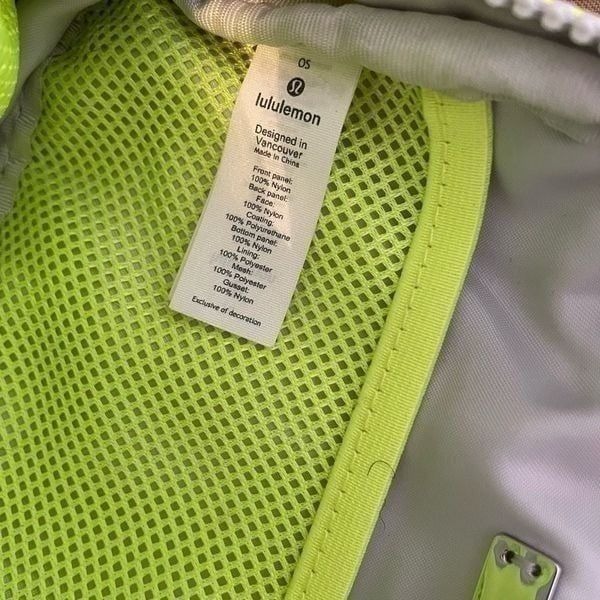 OS
lululemon
Designed in
Vancouver
Made in China
Front panel:
100% Nylon
Back panel:
Face:
100% Nylon
Coating:
100% Polyurethane
Bottom panel:
100% Nylon
Lining:
100% Polyester
Mesh:
100% Polyester
Gusset:
100% Nylon
Exclusive of decoration